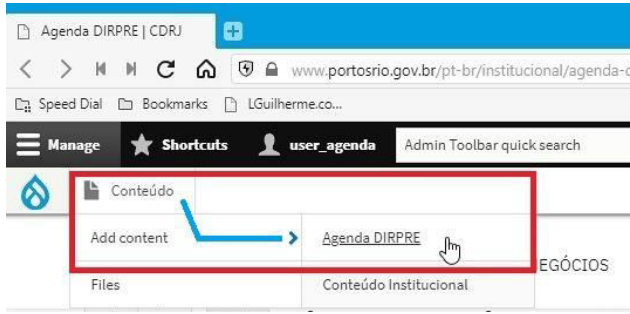 Agenda DIRPRE | CDRJ
www.portosrio.gov.br/pt-br/institucional/agenda-
Speed Dial Bookmarks LGuilherme.co...
Manage Shortcuts user_agenda Admin Toolbar quick search
Conteúdo
Add content Agenda DIRPRE
EGÓCIOS
Files Conteúdo Institucional